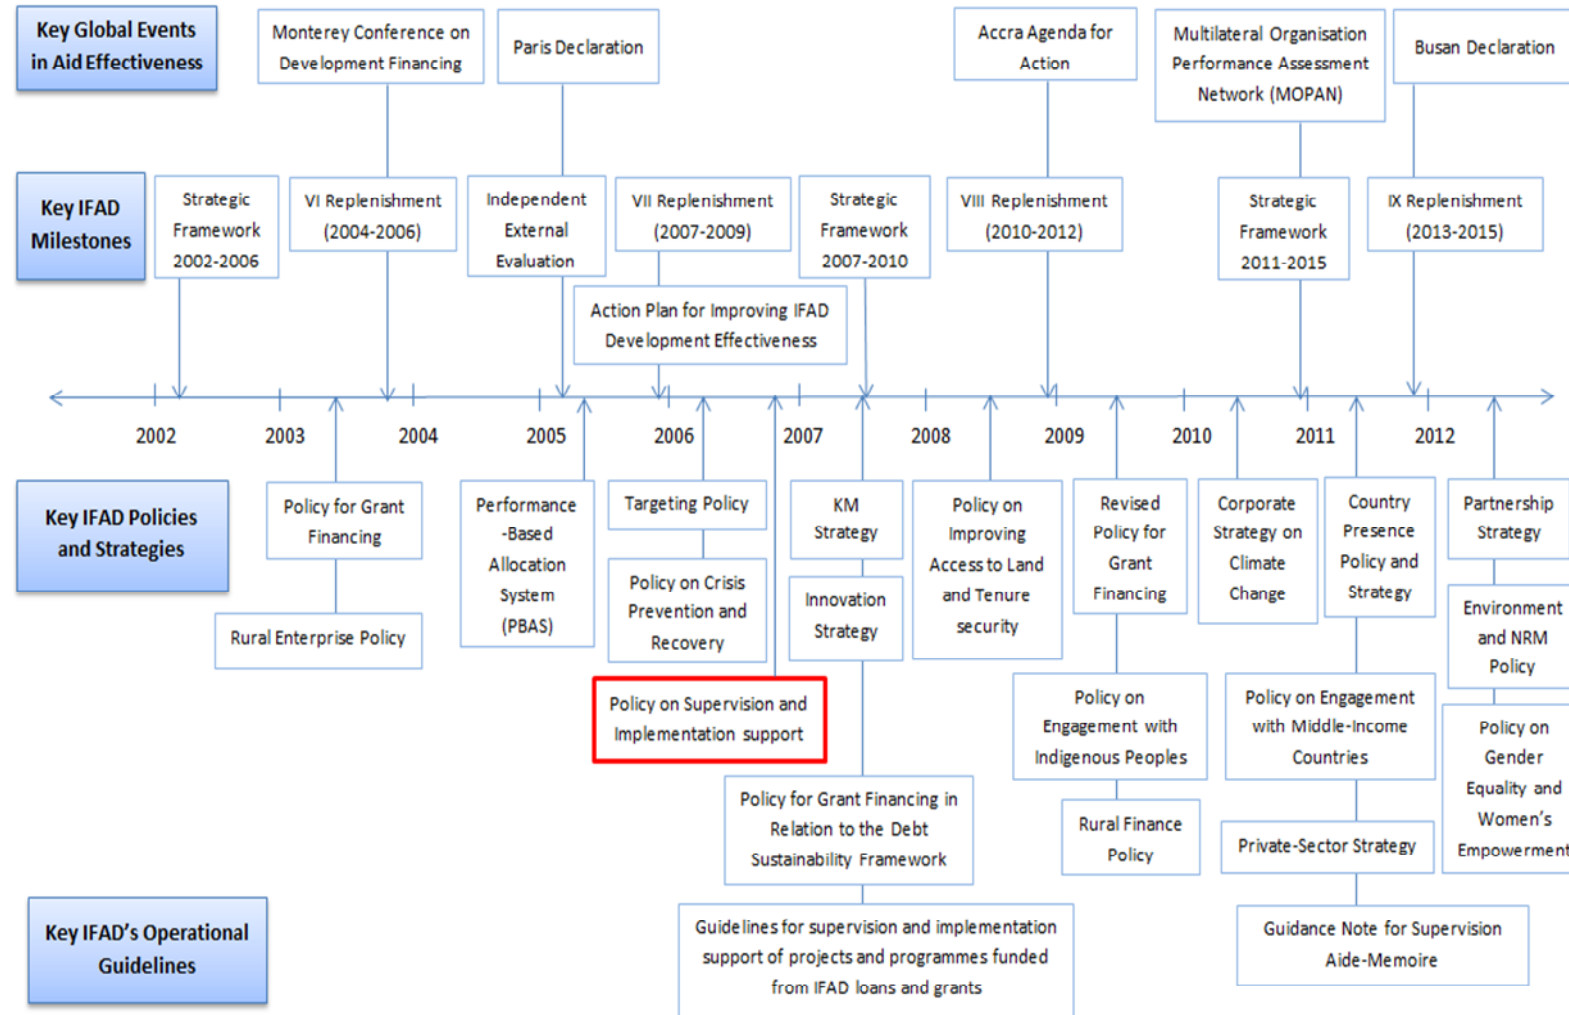 Key Global Events
in Aid Effectiveness
Monterey Conference on
Development Financing
Paris Declaration
Accra Agenda for
Action
Multilateral Organisation
Performance Assessment
Network (MOPAN)
Busan Declaration
Key IFAD
Milestones
Strategic
Framework
2002-2006
VI Replenishment
(2004-2006)
Independent
External
Evaluation
VII Replenishment
(2007-2009)
Strategic
Framework
2007-2010
VIII Replenishment
(2010-2012)
Strategic
Framework
2011-2015
IX Replenishment
(2013-2015)
Action Plan for Improving IFAD
Development Effectiveness
2002
2003
2004
2005
2006
2007
2008
2009
2010
2011
2012
Key IFAD Policies
and Strategies
Policy for Grant
Financing
Rural Enterprise Policy
Performance
-Based
Allocation
System
(PBAS)
Targeting Policy
Policy on Crisis
Prevention and
Recovery
Policy on Supervision and
Implementation support
KM
Strategy
Innovation
Strategy
Policy for Grant Financing in
Relation to the Debt
Sustainability Framework
Policy on
Improving
Access to Land
and Tenure
security
Revised
Policy for
Grant
Financing
Policy on
Engagement with
Indigenous Peoples
Rural Finance
Policy
Corporate
Strategy on
Climate
Change
Country
Presence
Policy and
Strategy
Policy on Engagement
with Middle-Income
Countries
Private-Sector Strategy
Partnership
Strategy
Environment
and NRM
Policy
Policy on
Gender
Equality and
Women's
Empowerment
Key IFAD's Operational
Guidelines
Guidelines for supervision and implementation
support of projects and programmes funded
from IFAD loans and grants
Guidance Note for Supervision
Aide-Memoire